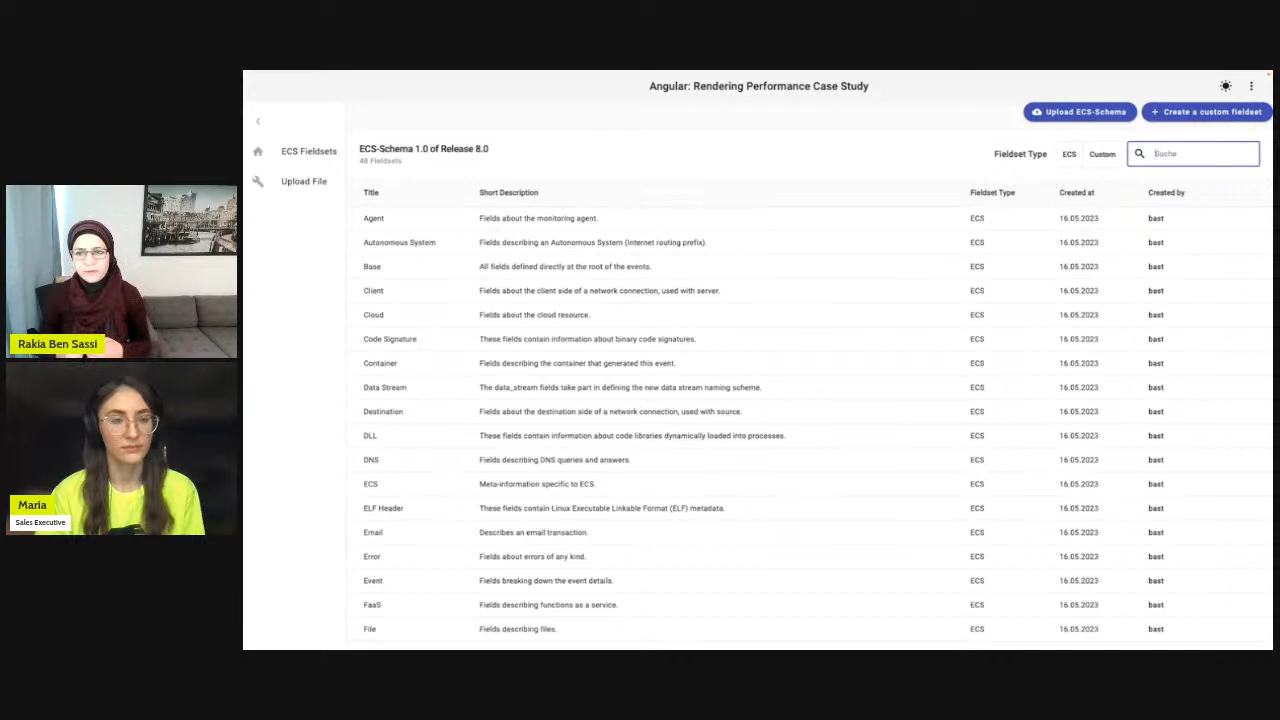 Angular: Rendering Performance Case Study
Upload ECS-Schema
+ Create a custom fieldset
ECS Fieldsets
Upload File
ECS-Schema 1.0 of Release 8.0
48 Fieldsets
Fieldset Type ECS Custom Suche
Title Short Description Fieldset Type Created at Created by
Agent Fields about the monitoring agent. ECS 16.05.2023 bast
Autonomous System Fields describing an Autonomous System (Internet routing prefix). ECS 16.05.2023 bast
Base All fields defined directly at the root of the events. ECS 16.05.2023 bast
Client Fields about the client side of a network connection, used with server. ECS 16.05.2023 bast
Cloud Fields about the cloud resource. ECS 16.05.2023 bast
Code Signature These fields contain information about binary code signatures. ECS 16.05.2023 bast
Container Fields describing the container that generated this event. ECS 16.05.2023 bast
Data Stream The data_stream fields take part in defining the new data stream naming scheme. ECS 16.05.2023 bast
Destination Fields about the destination side of a network connection, used with source. ECS 16.05.2023 bast
DLL These fields contain information about code libraries dynamically loaded into processes. ECS 16.05.2023 bast
DNS Fields describing DNS queries and answers. ECS 16.05.2023 bast
ECS Meta-information specific to ECS. ECS 16.05.2023 bast
ELF Header These fields contain Linux Executable Linkable Format (ELF) metadata. ECS 16.05.2023 bast
Email Describes an email transaction. ECS 16.05.2023 bast
Error Fields about errors of any kind. ECS 16.05.2023 bast
Event Fields breaking down the event details. ECS 16.05.2023 bast
FaaS Fields describing functions as a service. ECS 16.05.2023 bast
File Fields describing files. ECS 16.05.2023 bast
Rakia Ben Sassi
Maria
Sales Executive